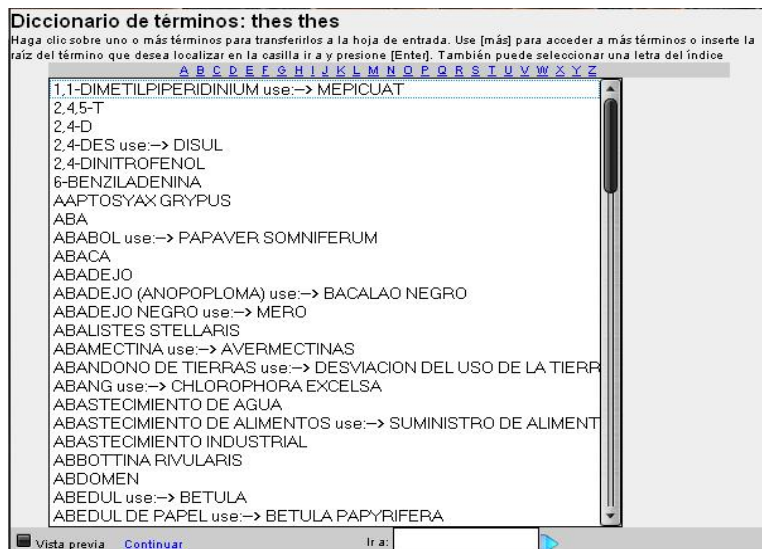 Diccionario de términos: thes thes
Haga clic sobre uno o más términos para transferirlos a la hoja de entrada. Use [más] para acceder a más términos o inserte la
raíz del término que desea localizar en la casilla ir a y presione [Enter]. También puede seleccionar una letra del índice
A B C D E F G H I J K L M N O P Q R S T U V W X Y Z
1,1-DIMETILPIPERIDINIUM use:-> MEPICUAT
2,4,5-T
2,4-D
2,4-DES use:-> DISUL
2,4-DINITROFENOL
6-BENZILADENINA
AAPTOSYAX GRYPUS
ABA
ABABOL use:-> PAPAVER SOMNIFERUM
ABACA
ABADEJO
ABADEJO (ANOPOPLOMA) use:-> BACALAO NEGRO
ABADEJO NEGRO use:-> MERO
ABALISTES STELLARIS
ABAMECTINA use:-> AVERMECTINAS
ABANDONO DE TIERRAS use:-> DESVIACION DEL USO DE LA TIERR
ABANG use:-> CHLOROPHORA EXCELSA
ABASTECIMIENTO DE AGUA
ABASTECIMIENTO DE ALIMENTOS use:-> SUMINISTRO DE ALIMENT
ABASTECIMIENTO INDUSTRIAL
ABBOTTINA RIVULARIS
ABDOMEN
ABEDUL use:-> BETULA
ABEDUL DE PAPEL use:-> BETULA PAPYRIFERA
Vista previa Continuar Ir a: